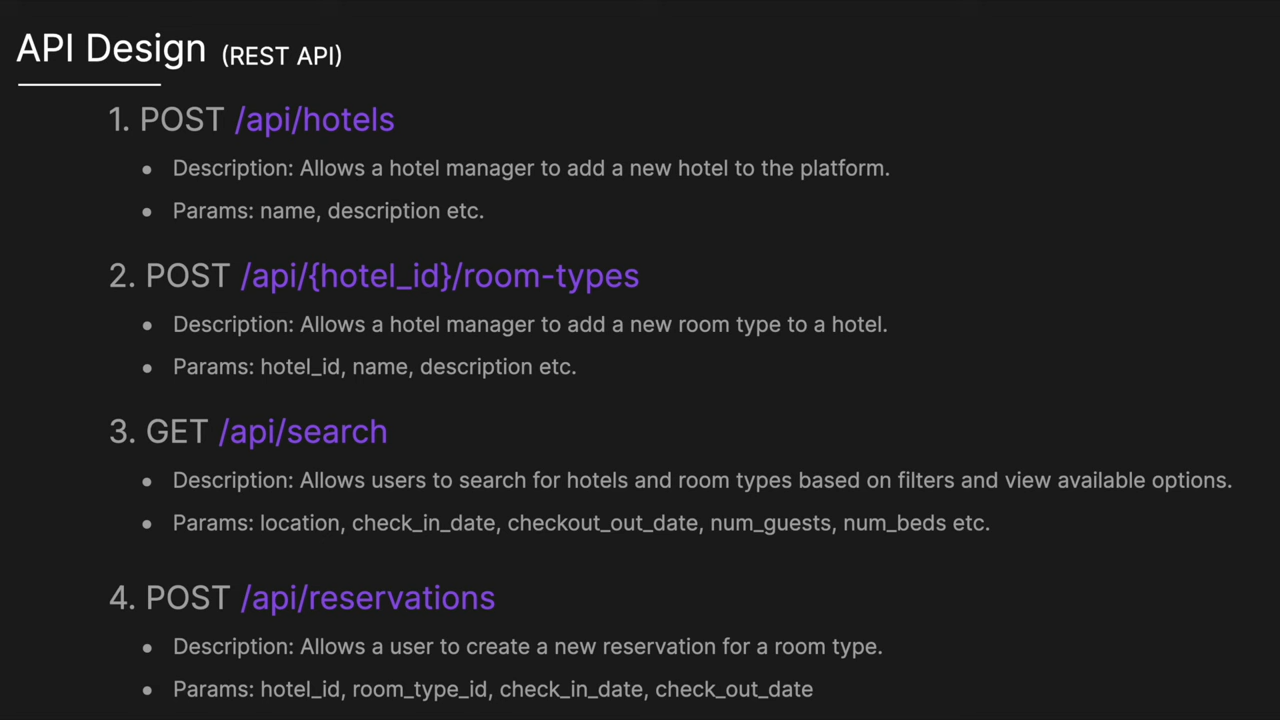 API Design (REST API)
1. POST /api/hotels
• Description: Allows a hotel manager to add a new hotel to the platform.
• Params: name, description etc.
2. POST /api/{hotel_id}/room-types
• Description: Allows a hotel manager to add a new room type to a hotel.
• Params: hotel_id, name, description etc.
3. GET /api/search
• Description: Allows users to search for hotels and room types based on filters and view available options.
• Params: location, check_in_date, checkout_out_date, num_guests, num_beds etc.
4. POST /api/reservations
• Description: Allows a user to create a new reservation for a room type.
• Params: hotel_id, room_type_id, check_in_date, check_out_date